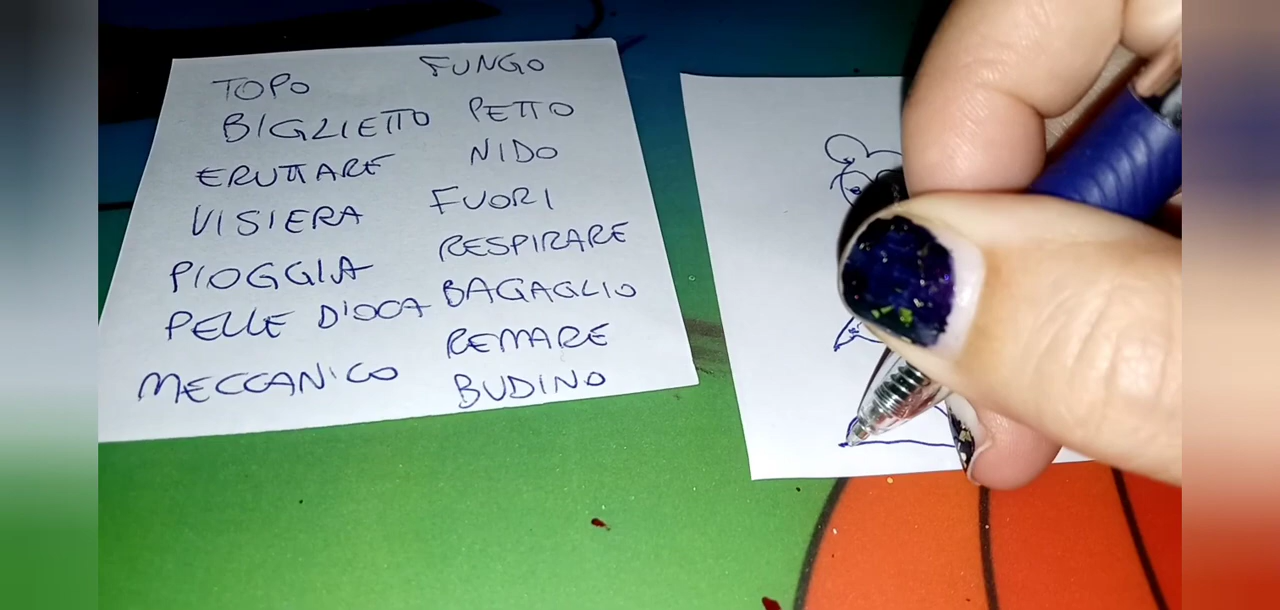 TOPO
BIGLIETTO
ERUTTARE
VISIERA
PIOGGIA
PELLE D'OCA
MECCANICO
FUNGO
PETTO
NIDO
FUORI
RESPIRARE
BAGAGLIO
REMARE
BUDINO